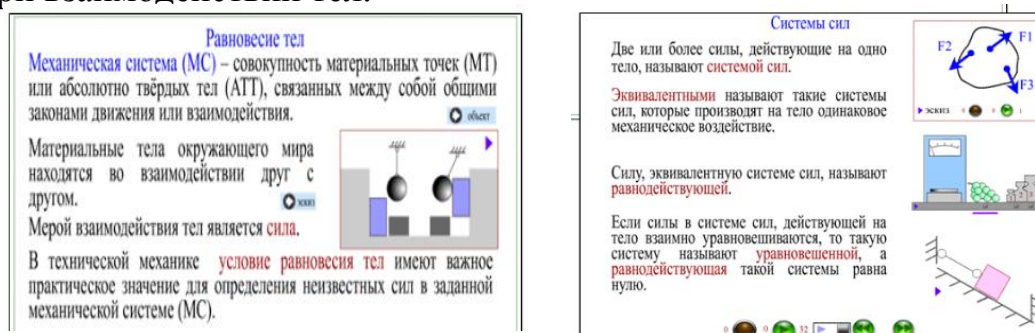 ри взаимодействии тел.
Равновесие тел
Механическая система (МС) – совокупность материальных точек (МТ)
или абсолютно твёрдых тел (АТТ), связанных между собой общими
законами движения или взаимодействия.
объект
Материальные тела окружающего мира
находятся во взаимодействии друг с
другом.
эскиз
Мерой взаимодействия тел является сила.
В технической механике условие равновесия тел имеют важное
практическое значение для определения неизвестных сил в заданной
механической системе (МС).
Системы сил
Две или более силы, действующие на одно
тело, называют системой сил.
Эквивалентными называют такие системы
сил, которые производят на тело одинаковое
механическое воздействие.
Силу, эквивалентную системе сил, называют
равнодействующей.
Если силы в системе сил, действующей на
тело взаимно уравновешиваются, то такую
систему называют уравновешенной, а
равнодействующая такой системы равна
нулю.
F2
F1
F3
эскиз
0 32